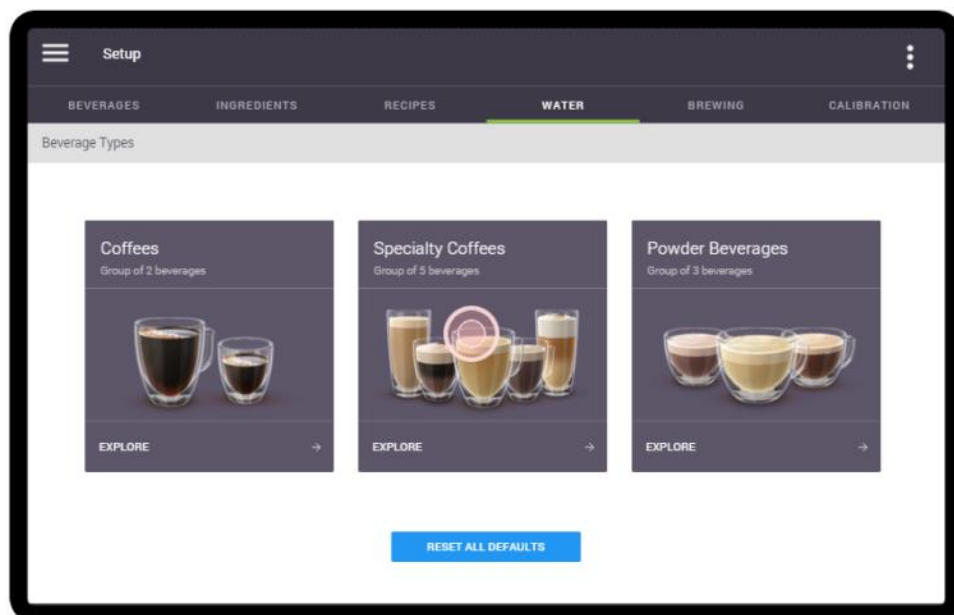 Setup
BEVERAGES INGREDIENTS RECIPES WATER BREWING CALIBRATION
Beverage Types
Coffees
Group of 2 beverages
EXPLORE
Specialty Coffees
Group of 5 beverages
EXPLORE
Powder Beverages
Group of 3 beverages
EXPLORE
RESET ALL DEFAULTS